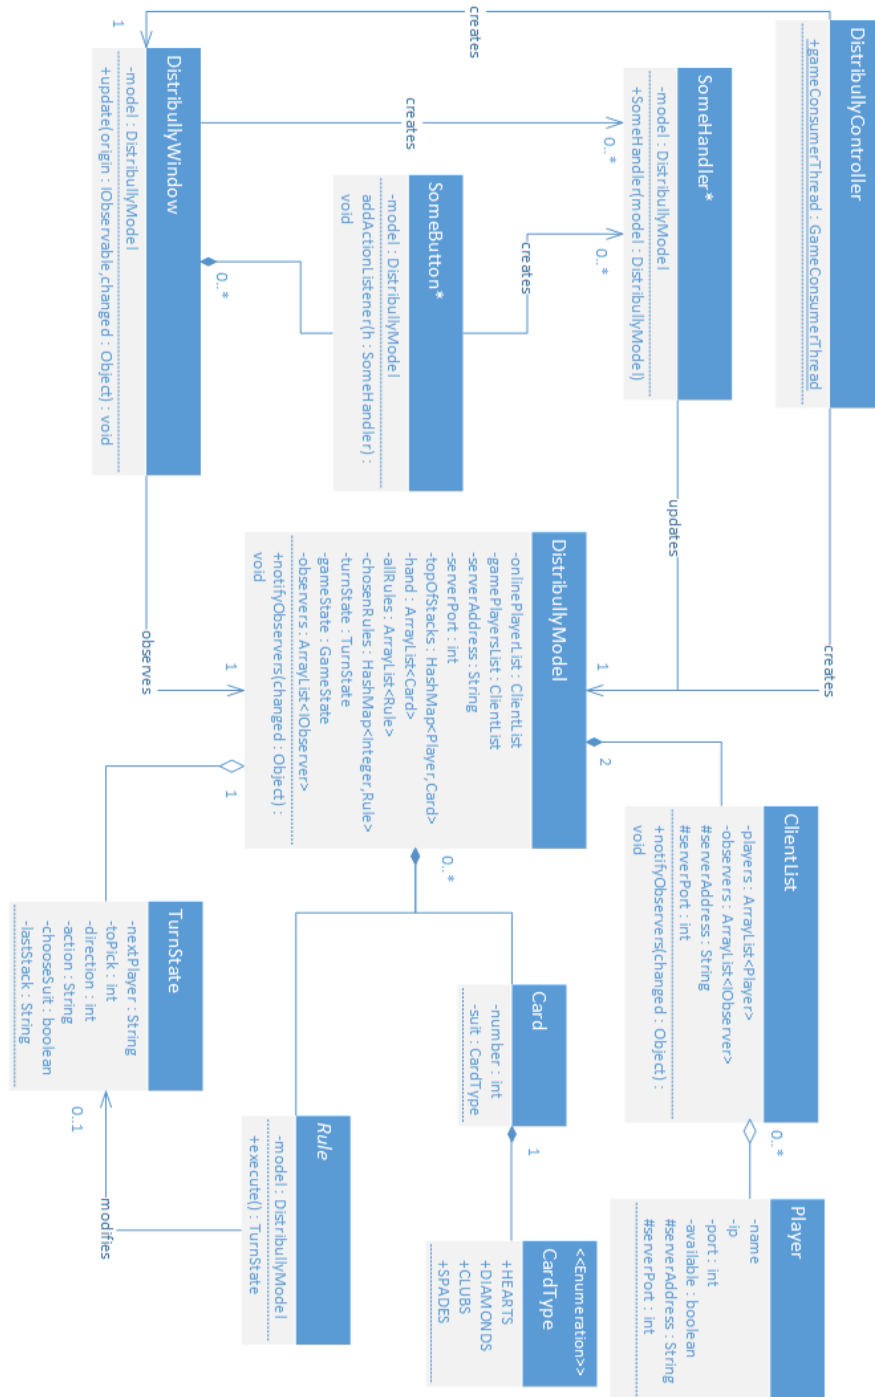 DistribullyController
+gameConsumerThread : GameConsumerThread
creates
creates
SomeHandler*
-model : DistribullyModel
+SomeHandler(model : DistribullyModel)
0..*
0..*
updates
creates
creates
SomeButton*
-model : DistribullyModel
addActionListener(h : SomeHandler) :
void
1
DistribullyWindow
-model : DistribullyModel
+update(origin : IObservable,changed : Object) : void
0..*
observes
1
1
DistribullyModel
-onlinePlayerList : ClientList
-gamePlayersList : ClientList
-serverAddress : String
-serverPort : int
-topOfStacks : HashMap<Player,Card>
-hand : ArrayList<Card>
-allRules : ArrayList<Rule>
-chosenRules : HashMap<Integer,Rule>
-turnState : TurnState
-gameState : GameState
-observers : ArrayList<IObserver>
+notifyObservers(changed : Object) :
void
2
0..*
1
ClientList
-players : ArrayList<Player>
-observers : ArrayList<IObserver>
#serverAddress : String
#serverPort : int
+notifyObservers(changed : Object) :
void
0..*
Player
-name
-ip
-port : int
-available : boolean
#serverAddress : String
#serverPort : int
Card
-number : int
-suit : CardType
1
<<Enumeration>>
CardType
+HEARTS
+DIAMONDS
+CLUBS
+SPADES
TurnState
-nextPlayer : String
-toPick : int
-direction : int
-action : String
-chooseSuit : boolean
-lastStack : String
0..1
modifies
Rule
-model : DistribullyModel
+execute() : TurnState